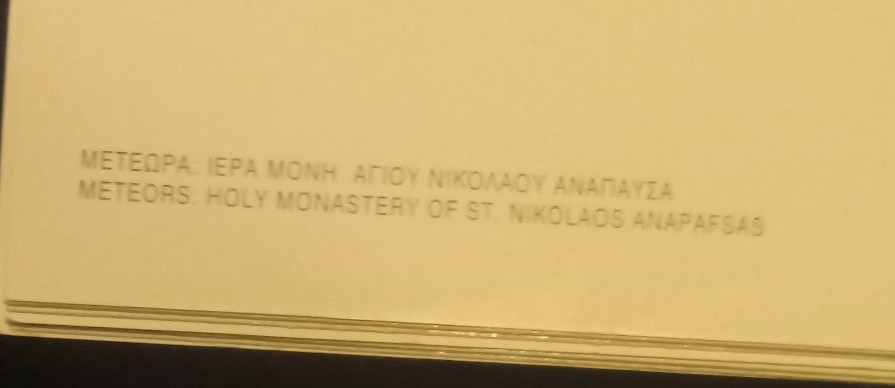 ΜΕΤΕΩΡΑ: ΙΕΡΑ ΜΟΝΗ ΑΓΙΟΥ ΝΙΚΟΛΑΟΥ ΑΝΑΠΑΥΣΑ
METEORS: HOLY MONASTERY OF ST. NIKOLAOS ANAPAFSAS